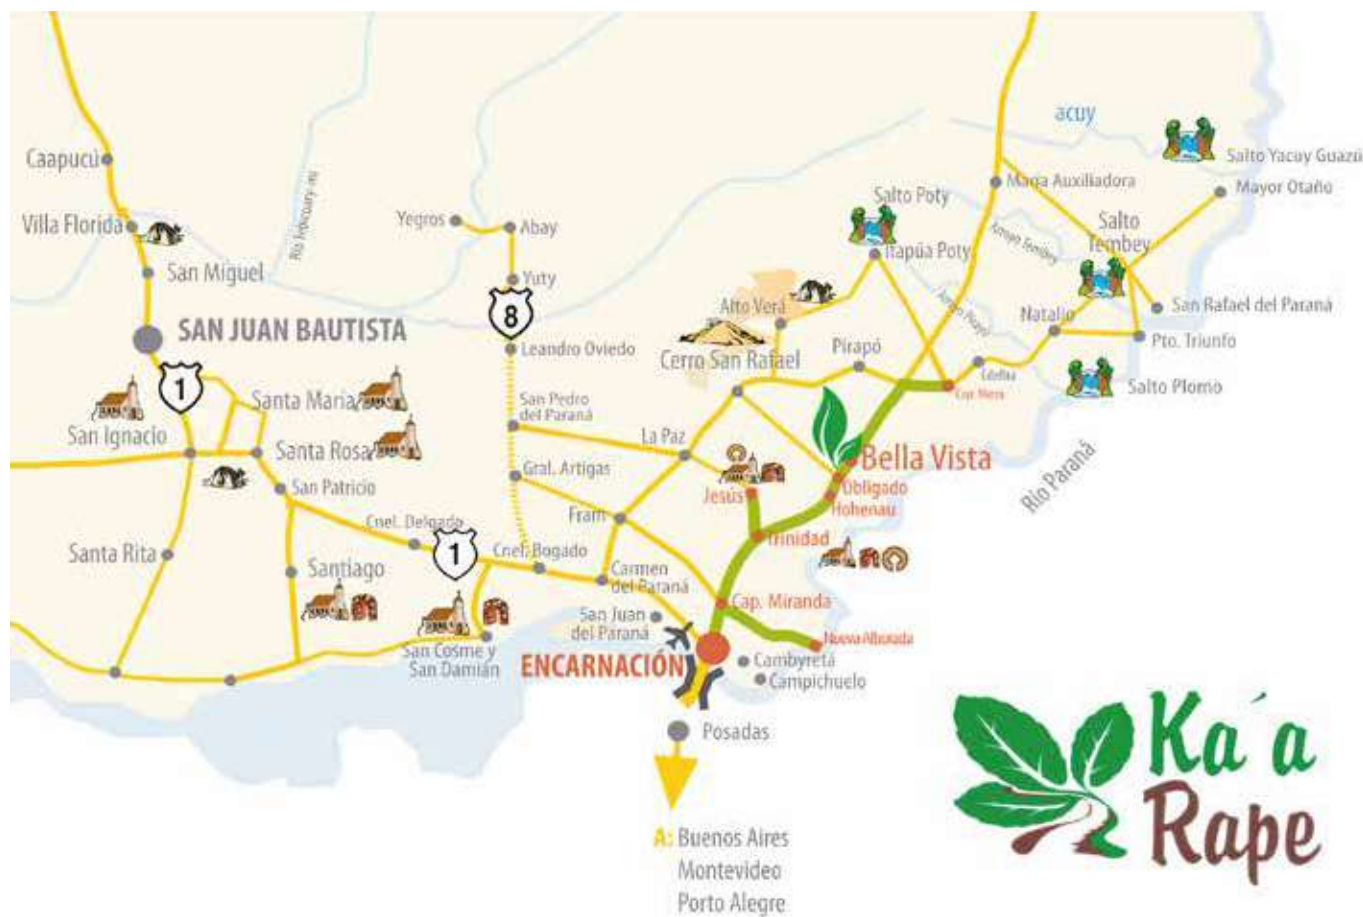 acuy
Salto Yacuy Guazú
Caapucú
Maria Auxiliadora
Mayor Otaño
Salto Poty
Villa Florida
Yegros
Abay
Río Tebicuary-mi
Salto
Tembey
Itapúa Poty
San Miguel
Yuty
Alto Verá
San Rafael del Paraná
8
Natalio
SAN JUAN BAUTISTA
Leandro Oviedo
Cerro San Rafael
Pirapó
Pto. Triunfo
1
Edelira
Salto Plomo
Santa Maria
San Pedro
del Paraná
Cap. Meza
San Ignacio
Santa Rosa
La Paz
Bella Vista
Gral. Artigas
San Patricio
Jesús
Obligado
Hohenau
Río Paraná
Fram
Cnel. Delgado
Trinidad
Santa Rita
1
Cnel. Bogado
Santiago
Carmen
del Paraná
Cap. Miranda
San Juan
del Paraná
Nueva Alborada
San Cosme y
San Damián
ENCARNACIÓN
Cambyretá
Campichuelo
Posadas
A: Buenos Aires
Montevideo
Porto Alegre
Ka´a
Rape